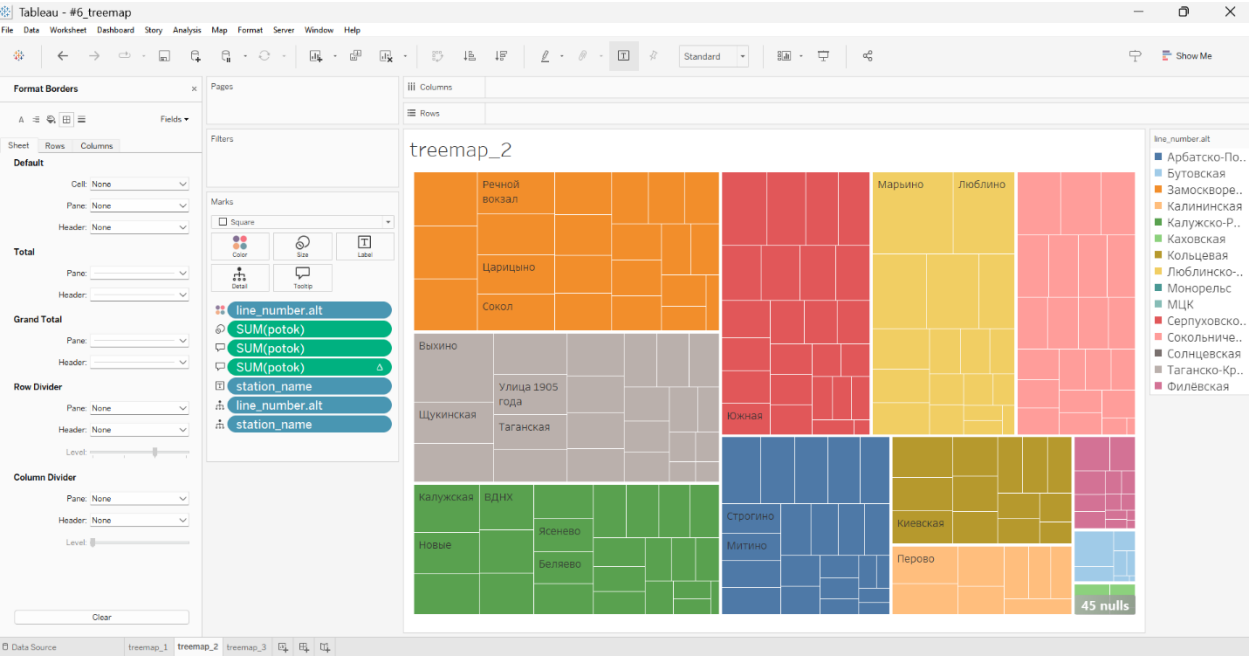 Tableau - #6_treemap
File Data Worksheet Dashboard Story Analysis Map Format Server Window Help
Standard
Show Me
Format Borders
Fields
Sheet Rows Columns
Default
Cell: None
Pane: None
Header: None
Total
Pane:
Header:
Grand Total
Pane:
Header:
Row Divider
Pane: None
Header: None
Level:
Column Divider
Pane: None
Header: None
Level:
Clear
Pages
Filters
Marks
Square
Color Size Label
Detail Tooltip
line_number.alt
SUM(potok)
SUM(potok)
SUM(potok) Δ
station_name
line_number.alt
station_name
Columns
Rows
treemap_2
Речной
вокзал
Царицыно
Сокол
Выхино
Щукинская
Улица 1905
года
Таганская
Калужская
ВДНХ
Новые
Ясенево
Беляево
Южная
Марьино
Люблино
Строгино
Митино
Киевская
Перово
45 nulls
line_number.alt
Арбатско-По..
Бутовская
Замоскворе..
Калининская
Калужско-Р..
Каховская
Кольцевая
Люблинско-..
Монорельс
МЦК
Серпуховско..
Сокольниче..
Солнцевская
Таганско-Кр..
Филёвская
Data Source
treemap_1 treemap_2 treemap_3